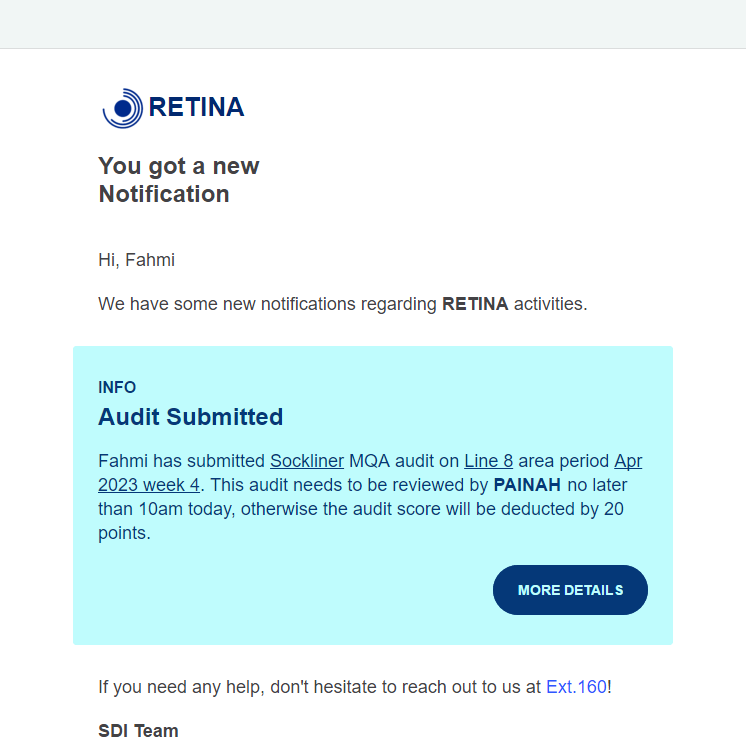 RETINA
You got a new
Notification
Hi, Fahmi
We have some new notifications regarding RETINA activities.
INFO
Audit Submitted
Fahmi has submitted Sockliner MQA audit on Line 8 area period Apr
2023 week 4. This audit needs to be reviewed by PAINAH no later
than 10am today, otherwise the audit score will be deducted by 20
points.
MORE DETAILS
If you need any help, don't hesitate to reach out to us at Ext.160!
SDI Team